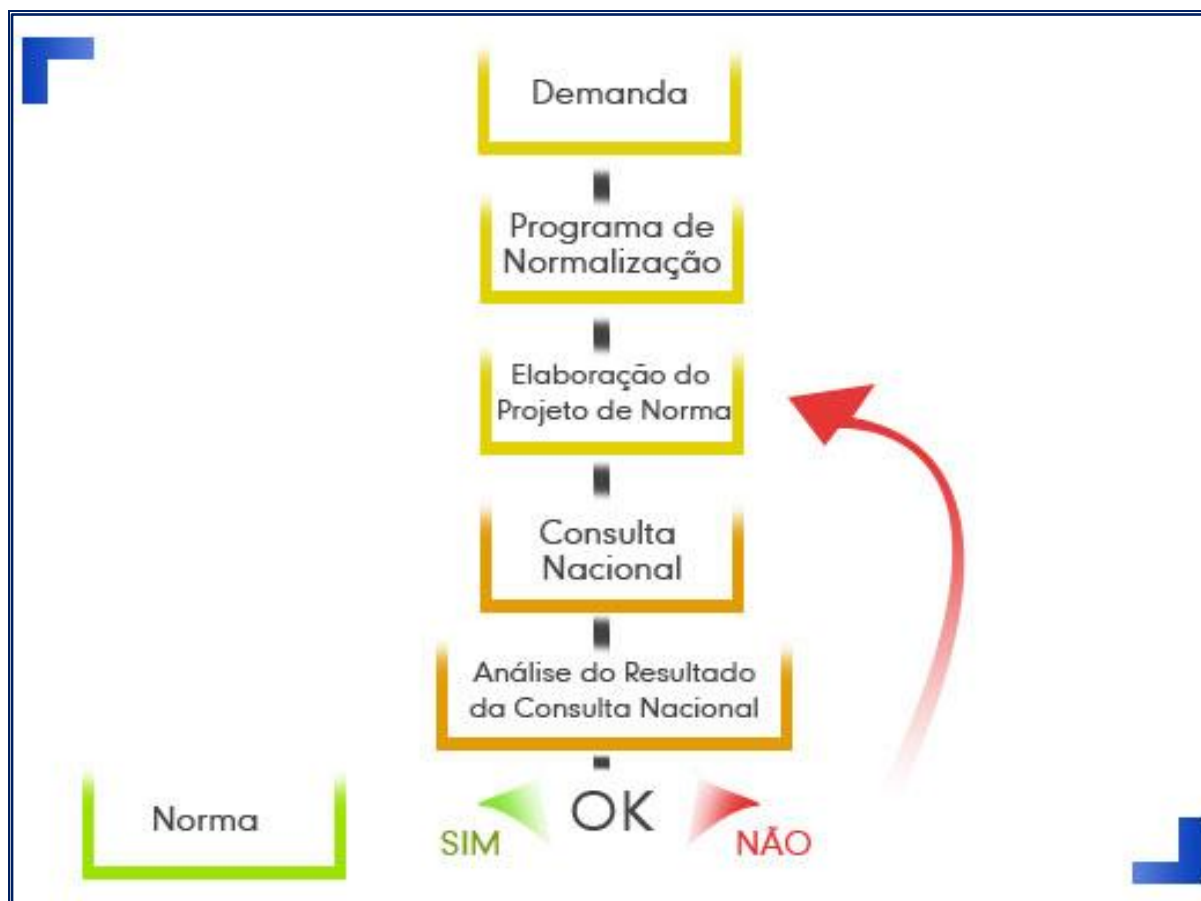 Demanda
Programa de
Normalização
Elaboração do
Projeto de Norma
Consulta
Nacional
Análise do Resultado
da Consulta Nacional
Norma
SIM
OK
NÃO